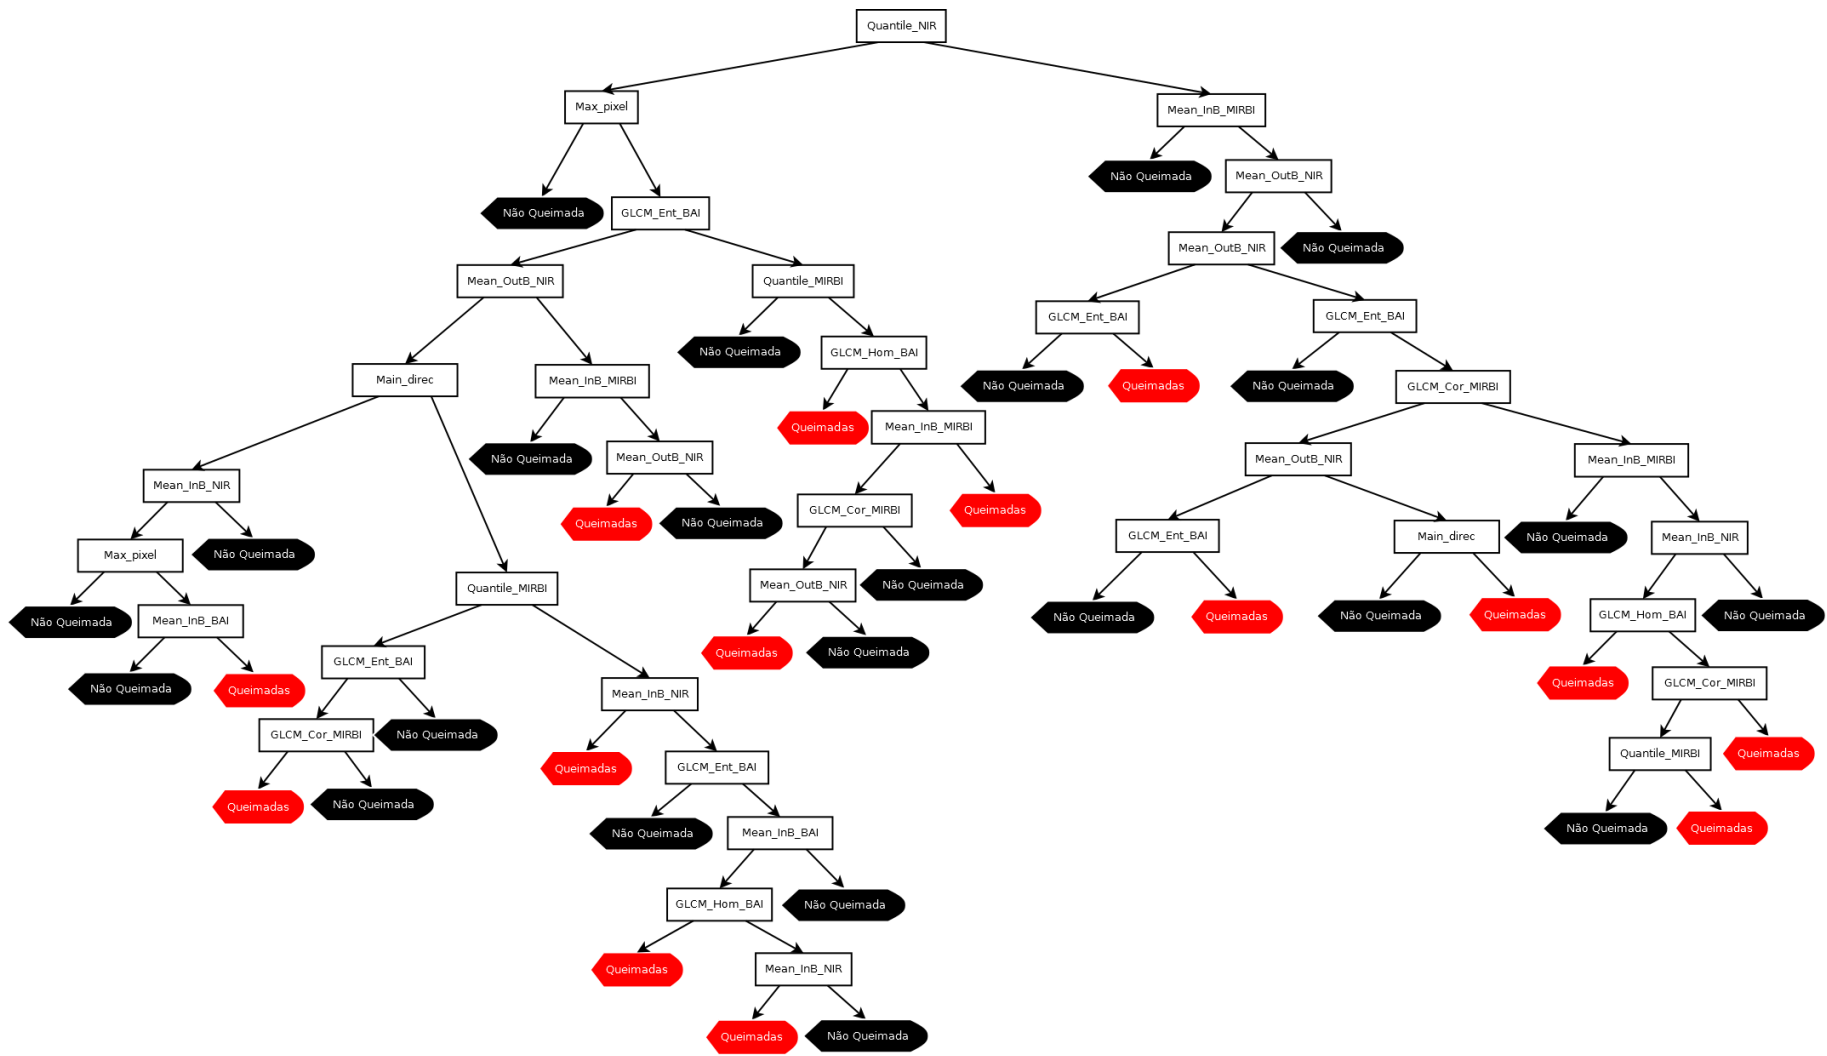 Quantile_NIR
Max_pixel
Mean_InB_MIRBI
Não Queimada
Mean_OutB_NIR
Não Queimada
GLCM_Ent_BAI
Mean_OutB_NIR
Não Queimada
Mean_OutB_NIR
Quantile_MIRBI
GLCM_Ent_BAI
GLCM_Ent_BAI
Não Queimada
GLCM_Hom_BAI
Main_direc
Mean_InB_MIRBI
Não Queimada
Queimadas
Não Queimada
GLCM_Cor_MIRBI
Queimadas
Mean_InB_MIRBI
Não Queimada
Mean_OutB_NIR
Mean_OutB_NIR
Mean_InB_MIRBI
Mean_InB_NIR
Queimadas
Não Queimada
GLCM_Cor_MIRBI
Queimadas
GLCM_Ent_BAI
Main_direc
Não Queimada
Mean_InB_NIR
Max_pixel
Não Queimada
Quantile_MIRBI
Mean_OutB_NIR
Não Queimada
Não Queimada
Mean_InB_BAI
Não Queimada
Queimadas
Não Queimada
Queimadas
GLCM_Hom_BAI
Não Queimada
GLCM_Ent_BAI
Queimadas
Não Queimada
Não Queimada
Queimadas
Mean_InB_NIR
Queimadas
GLCM_Cor_MIRBI
GLCM_Cor_MIRBI
Não Queimada
Queimadas
GLCM_Ent_BAI
Quantile_MIRBI
Queimadas
Queimadas
Não Queimada
Não Queimada
Mean_InB_BAI
Não Queimada
Queimadas
GLCM_Hom_BAI
Não Queimada
Queimadas
Mean_InB_NIR
Queimadas
Não Queimada